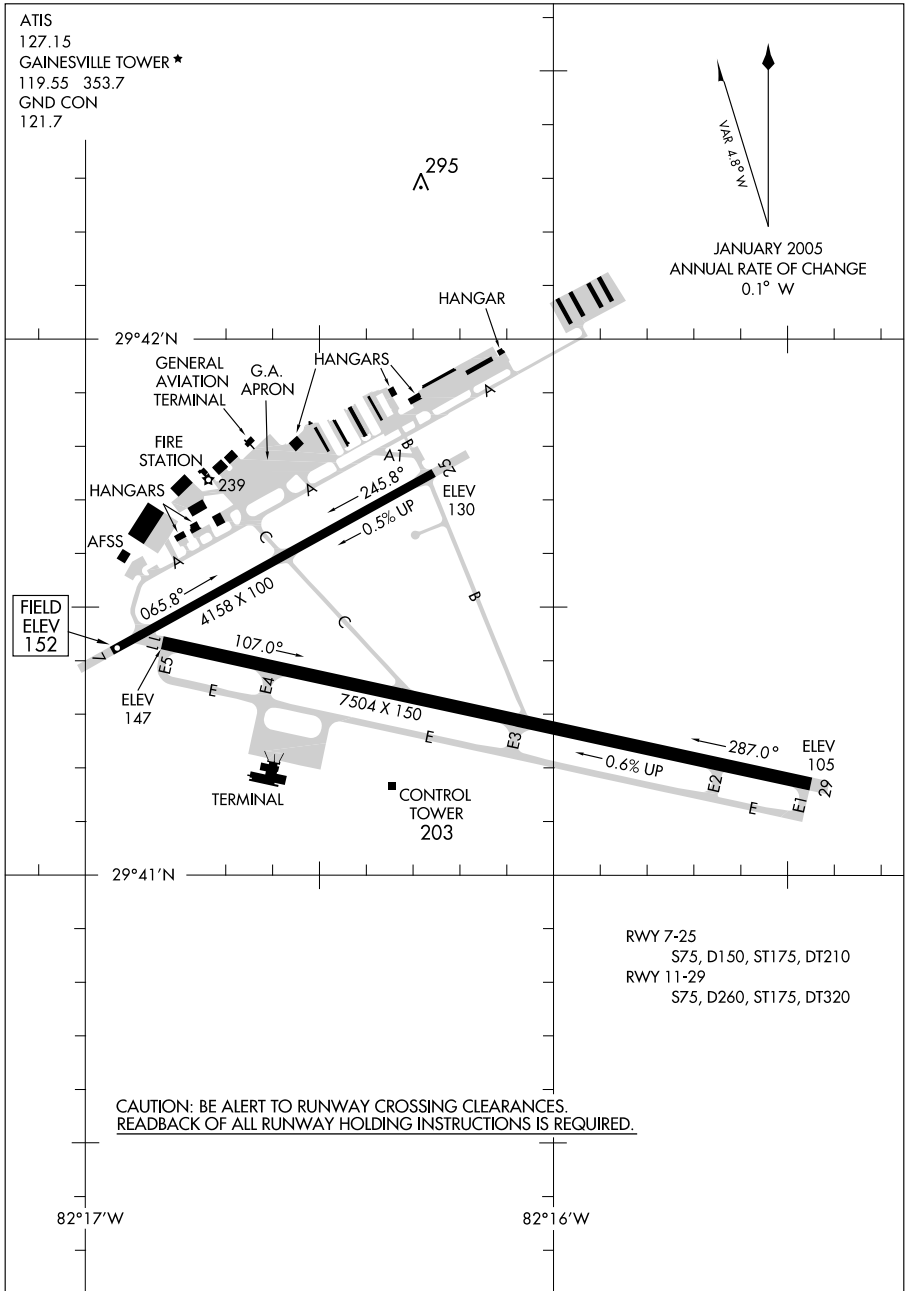 ATIS
127.15
GAINESVILLE TOWER ★
119.55 353.7
GND CON
121.7
295
VAR 4.8° W
JANUARY 2005
ANNUAL RATE OF CHANGE
0.1° W
HANGAR
29°42'N
GENERAL
AVIATION
TERMINAL
G.A.
APRON
HANGARS
A
FIRE
STATION
239
HANGARS
B
A1
A
25
ELEV
130
245.8°
0.5% UP
AFSS
A
C
065.8°
4158 X 100
FIELD
ELEV
152
B
C
7
11
107.0°
E5
E
E4
ELEV
147
7504 X 150
E
E3
287.0°
0.6% UP
ELEV
105
E2
E
E1
29
TERMINAL
CONTROL
TOWER
203
29°41'N
RWY 7-25
S75, D150, ST175, DT210
RWY 11-29
S75, D260, ST175, DT320
CAUTION: BE ALERT TO RUNWAY CROSSING CLEARANCES.
READBACK OF ALL RUNWAY HOLDING INSTRUCTIONS IS REQUIRED.
82°17'W
82°16'W